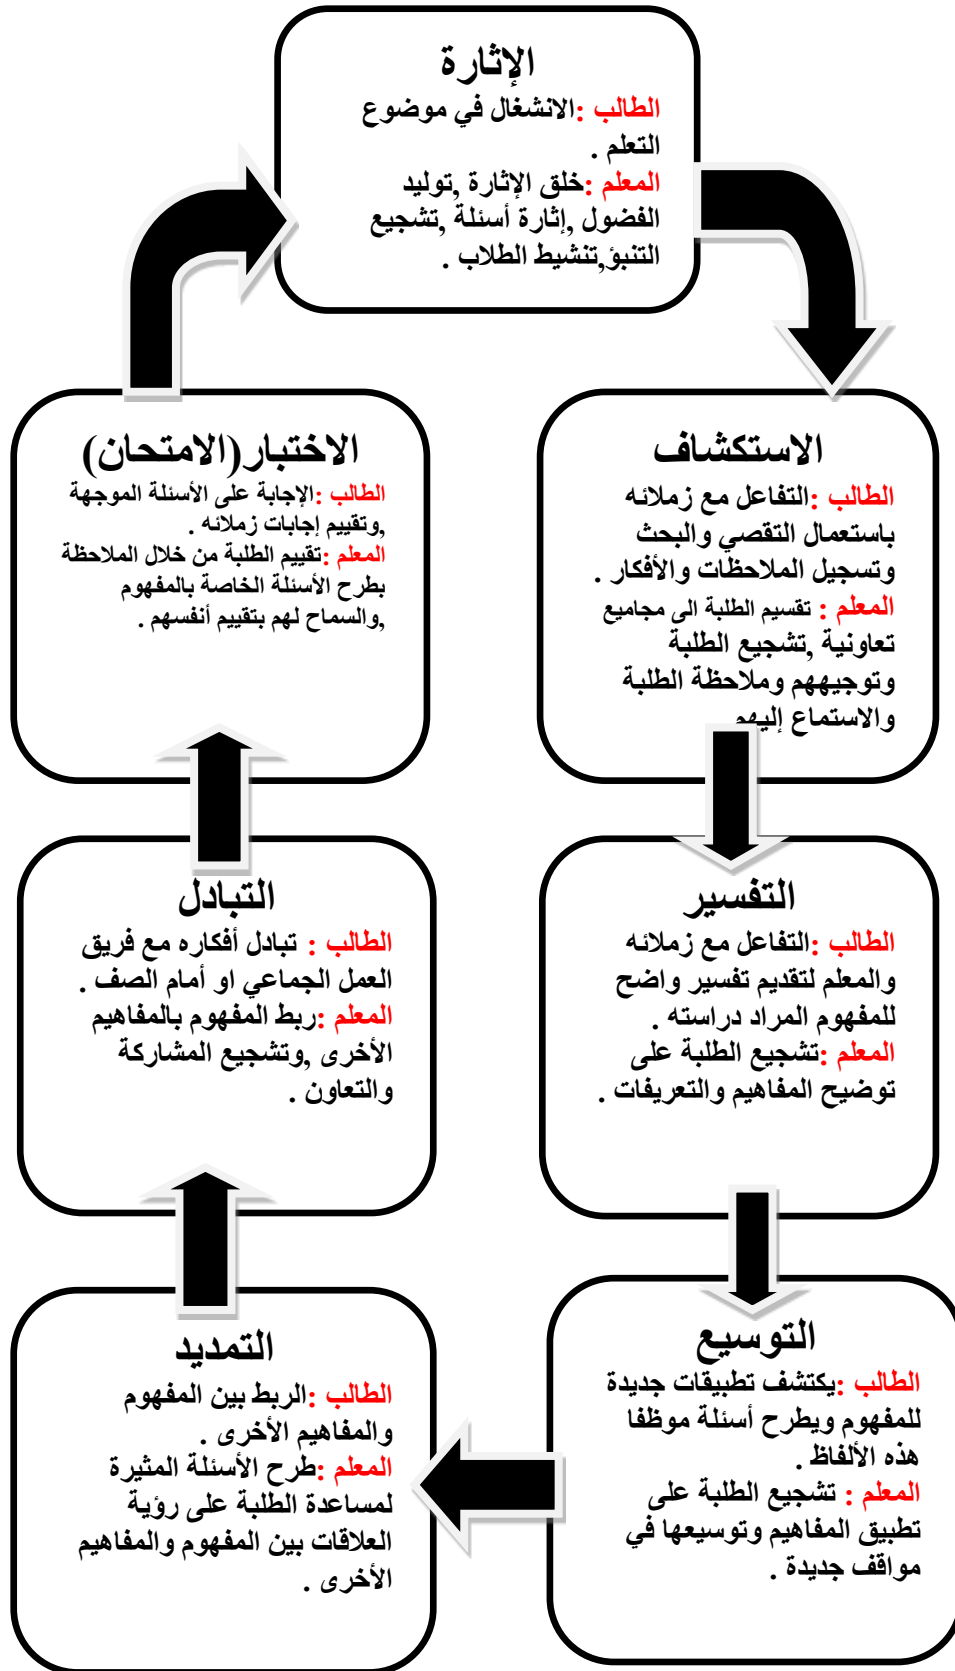 الإثارة
الطالب :الانشغال في موضوع
التعلم .
المعلم :خلق الإثارة ,توليد
الفضول ,إثارة أسئلة ,تشجيع
التنبؤ,تنشيط الطلاب .
الاستكشاف
الطالب :التفاعل مع زملائه
باستعمال التقصي والبحث
وتسجيل الملاحظات والأفكار .
المعلم : تقسيم الطلبة الى مجاميع
تعاونية ,تشجيع الطلبة
وتوجيههم وملاحظة الطلبة
والاستماع إليهم
التفسير
الطالب :التفاعل مع زملائه
والمعلم لتقديم تفسير واضح
للمفهوم المراد دراسته .
المعلم :تشجيع الطلبة على
توضيح المفاهيم والتعريفات .
التوسيع
الطالب :يكتشف تطبيقات جديدة
للمفهوم ويطرح أسئلة موظفا
هذه الألفاظ .
المعلم : تشجيع الطلبة على
تطبيق المفاهيم وتوسيعها في
مواقف جديدة .
التمديد
الطالب :الربط بين المفهوم
والمفاهيم الأخرى .
المعلم :طرح الأسئلة المثيرة
لمساعدة الطلبة على رؤية
العلاقات بين المفهوم والمفاهيم
الأخرى .
التبادل
الطالب : تبادل أفكاره مع فريق
العمل الجماعي او أمام الصف .
المعلم :ربط المفهوم بالمفاهيم
الأخرى ,وتشجيع المشاركة
والتعاون .
الاختبار(الامتحان)
الطالب :الإجابة على الأسئلة الموجهة
,وتقييم إجابات زملائه .
المعلم :تقييم الطلبة من خلال الملاحظة
بطرح الأسئلة الخاصة بالمفهوم
,والسماح لهم بتقييم أنفسهم .